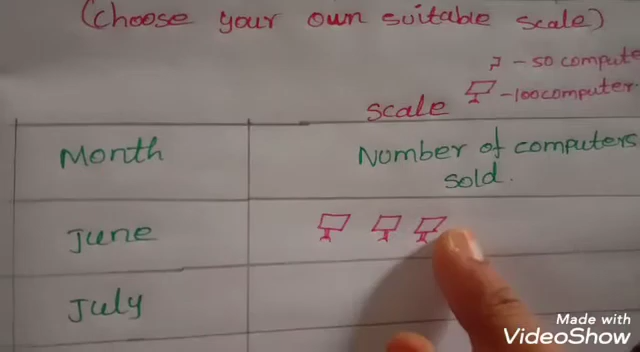 (Choose your own suitable scale)
- 50 compute
scale - 100 computer.
Month
Number of computers
sold.
June
July
Made with
VideoShow